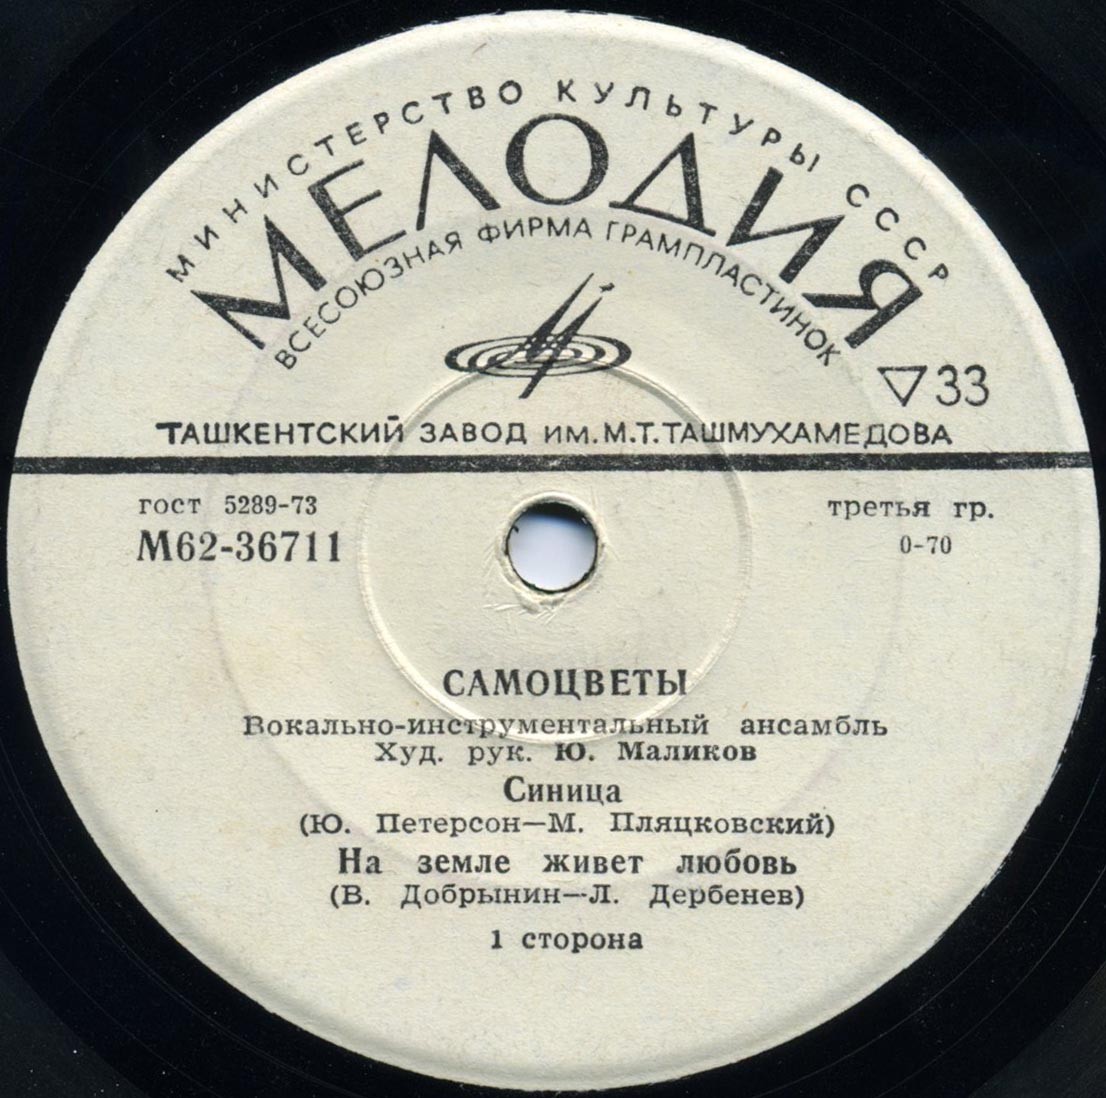 МИНИСТЕРСТВО КУЛЬТУРЫ СССР
МЕЛОДИЯ
ВСЕСОЮЗНАЯ ФИРМА ГРАМПЛАСТИНОК
33
ТАШКЕНТСКИЙ ЗАВОД ИМ. М.Т. ТАШМУХАМЕДОВА
гост 5289-73
третья гр.
М62-36711
0-70
САМОЦВЕТЫ
Вокально-инструментальный ансамбль
Худ. рук. Ю. Маликов
Синица
(Ю. Петерсон—М. Пляцковский)
На земле живет любовь
(В. Добрынин—Л. Дербенев)
1 сторона